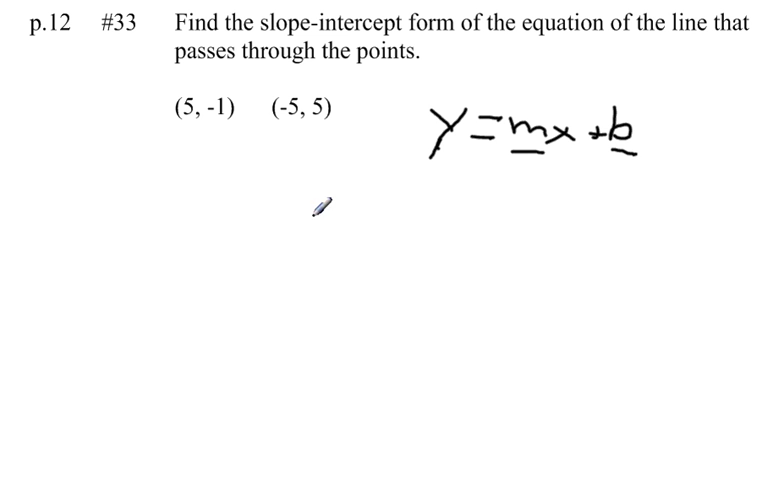 p.12 #33 Find the slope-intercept form of the equation of the line that
passes through the points.
(5, -1) (-5, 5) y=mx+b